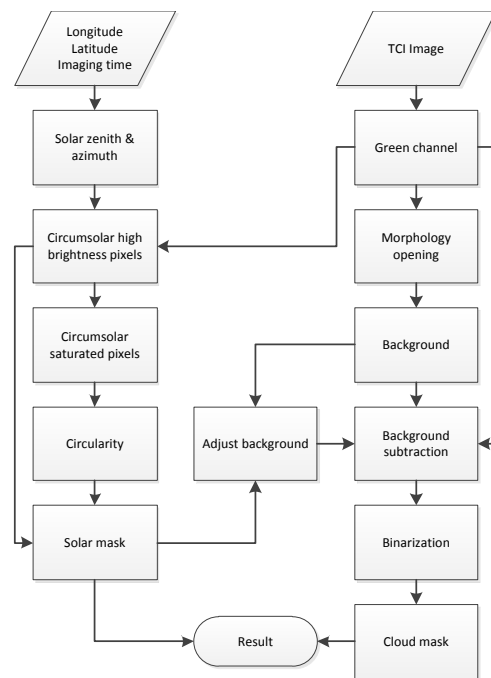 Longitude
Latitude
Imaging time
TCI Image
Solar zenith &
azimuth
Green channel
Circumsolar high
brightness pixels
Morphology
opening
Circumsolar
saturated pixels
Background
Circularity
Adjust background
Background
subtraction
Solar mask
Binarization
Result
Cloud mask